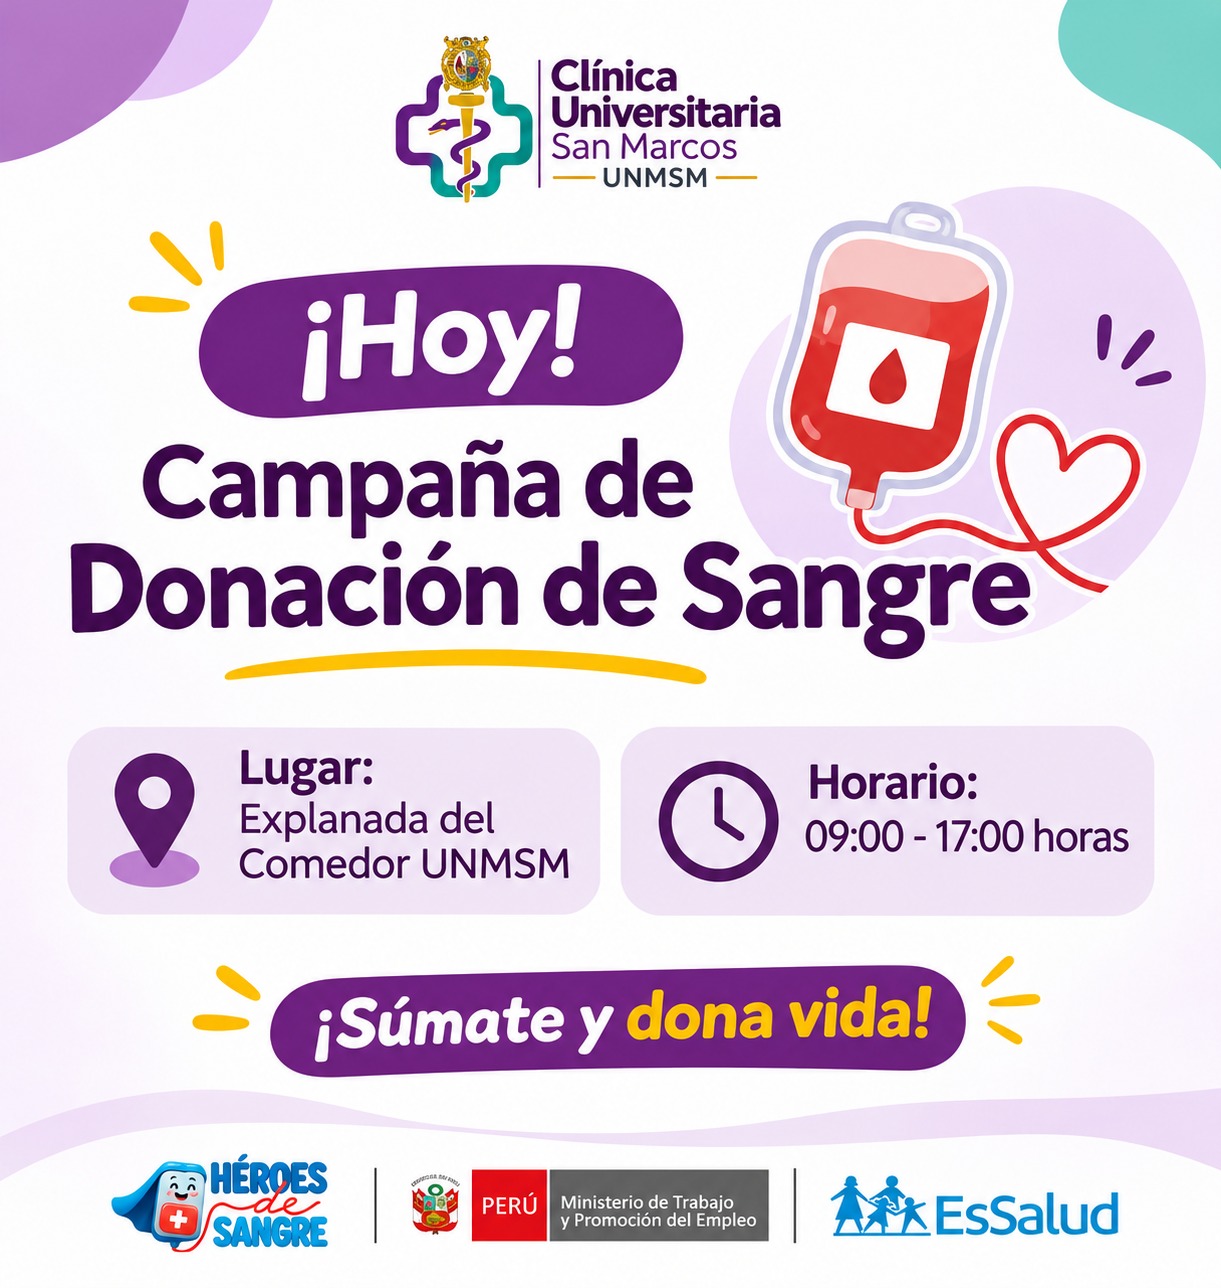 Clínica
Universitaria
San Marcos
UNMSM
¡Hoy!
Campaña de
Donación de Sangre
Lugar:
Explanada del
Comedor UNMSM
Horario:
09:00 - 17:00 horas
¡Súmate y dona vida!
HÉROES
de
SANGRE
PERÚ
Ministerio de Trabajo
y Promoción del Empleo
EsSalud